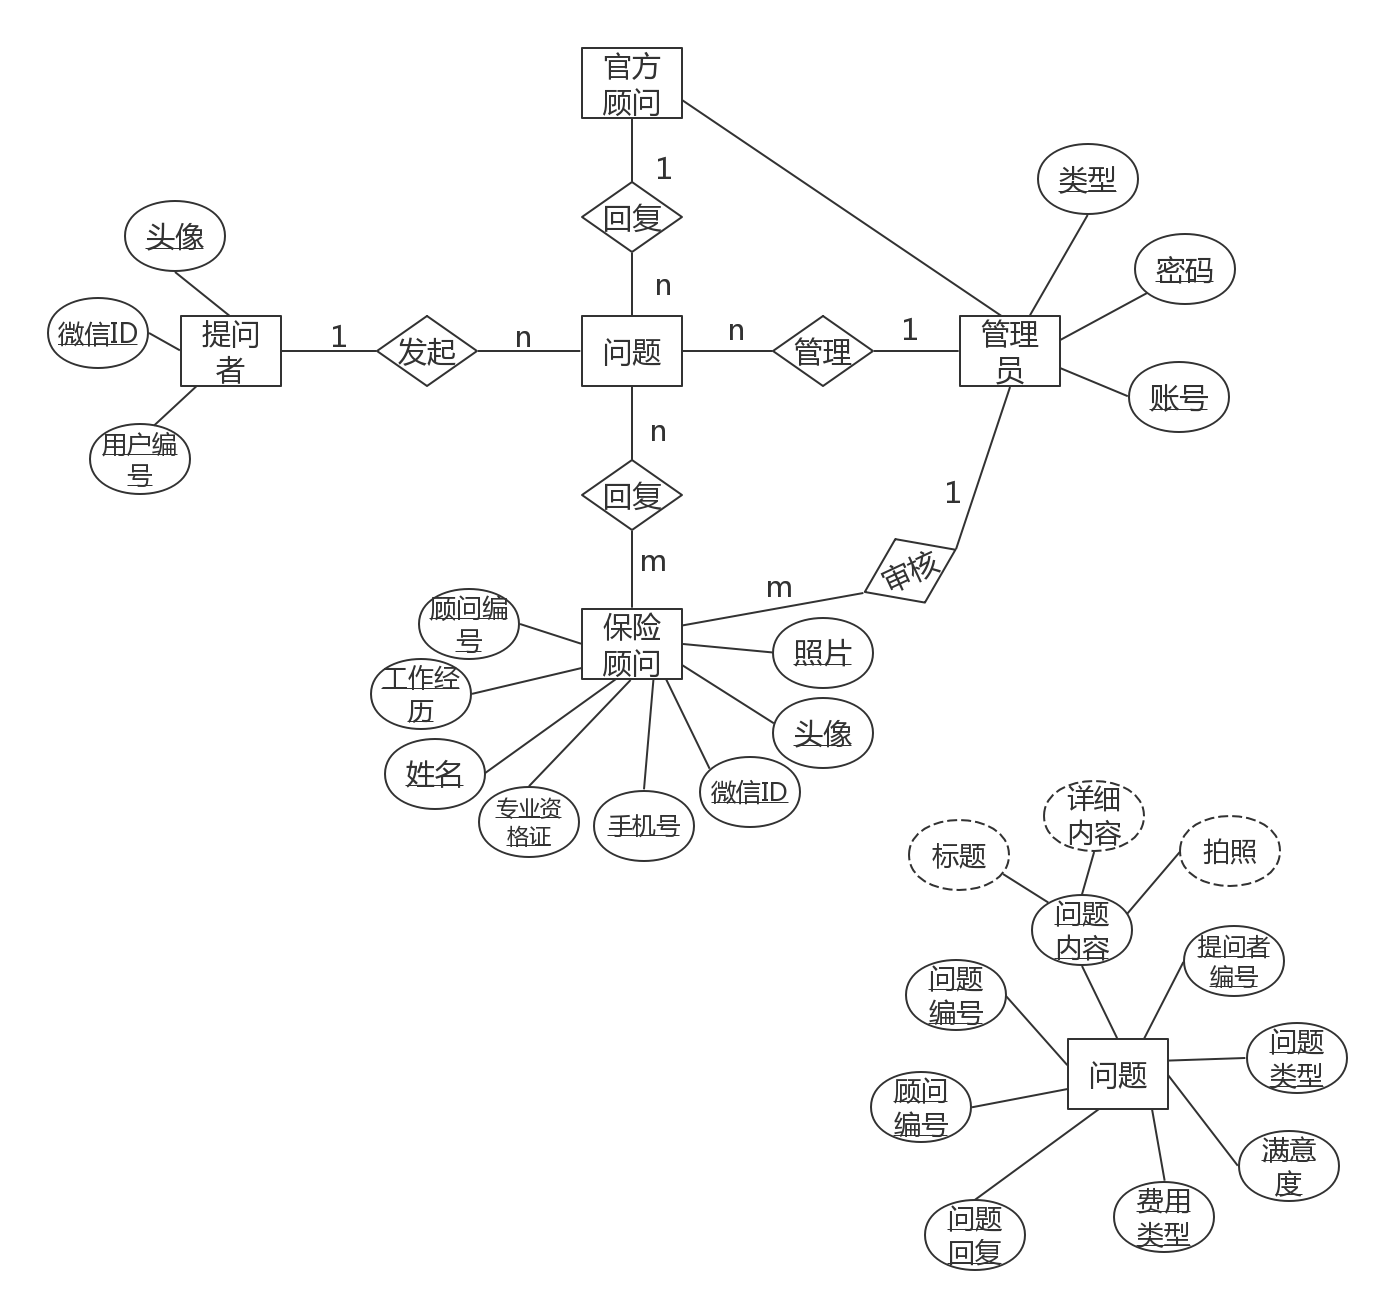 官方
顾问
1
类型
回复
头像
密码
n
微信ID
提问
者
1
发起
n
问题
n
管理
1
管理
员
账号
用户编
号
n
回复
1
m
审核
m
顾问编
号
保险
顾问
照片
工作经
历
头像
姓名
专业资
格证
手机号
微信ID
详细
内容
标题
拍照
问题
内容
提问者
编号
问题
编号
问题
类型
问题
顾问
编号
满意
度
费用
类型
问题
回复